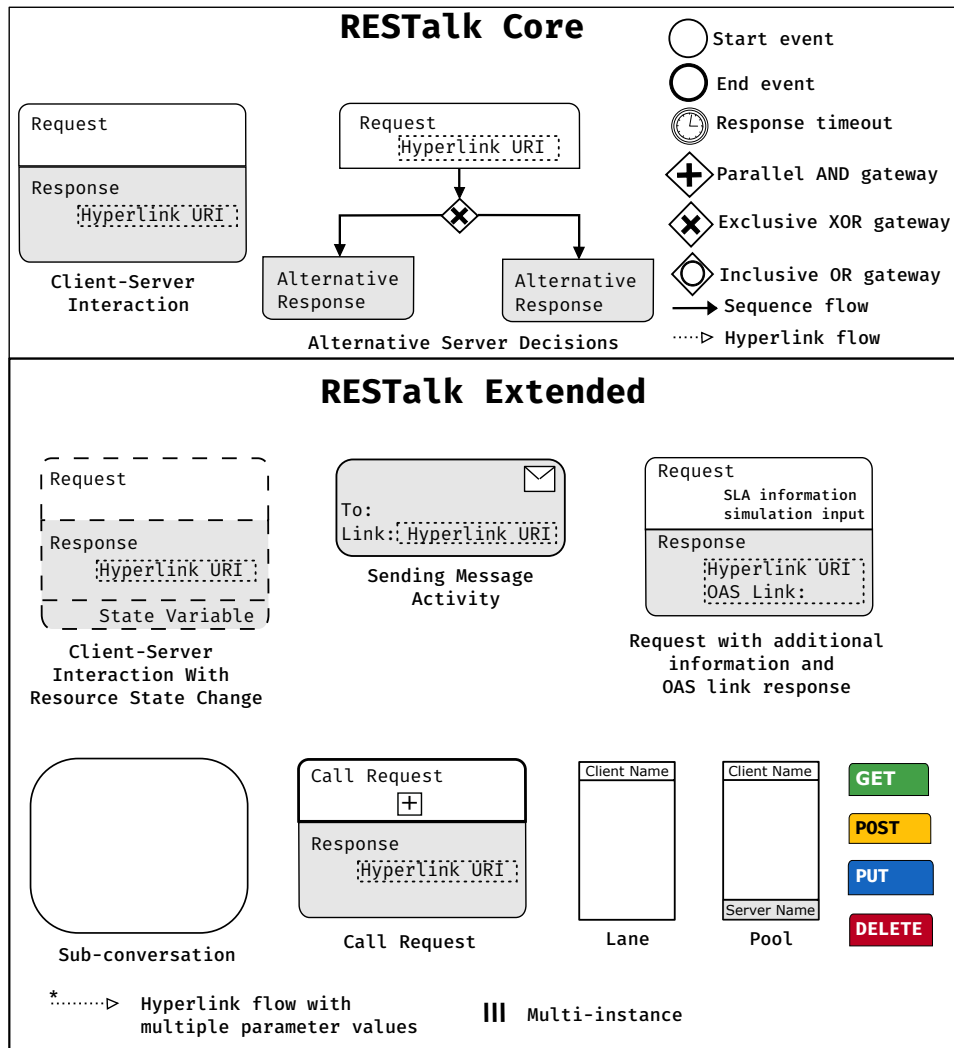 RESTalk Core
Request
Response
Hyperlink URI
Client-Server
Interaction
Request
Hyperlink URI
Alternative
Response
Alternative
Response
Alternative Server Decisions
Start event
End event
Response timeout
Parallel AND gateway
Exclusive XOR gateway
Inclusive OR gateway
Sequence flow
Hyperlink flow
RESTalk Extended
Request
Response
Hyperlink URI
State Variable
Client-Server
Interaction With
Resource State Change
To:
Link: Hyperlink URI
Sending Message
Activity
Request
SLA information
simulation input
Response
Hyperlink URI
OAS Link:
Request with additional
information and
OAS link response
Sub-conversation
Call Request
Response
Hyperlink URI
Call Request
Client Name
Lane
Client Name
Server Name
Pool
GET
POST
PUT
DELETE
* Hyperlink flow with
multiple parameter values
Multi-instance